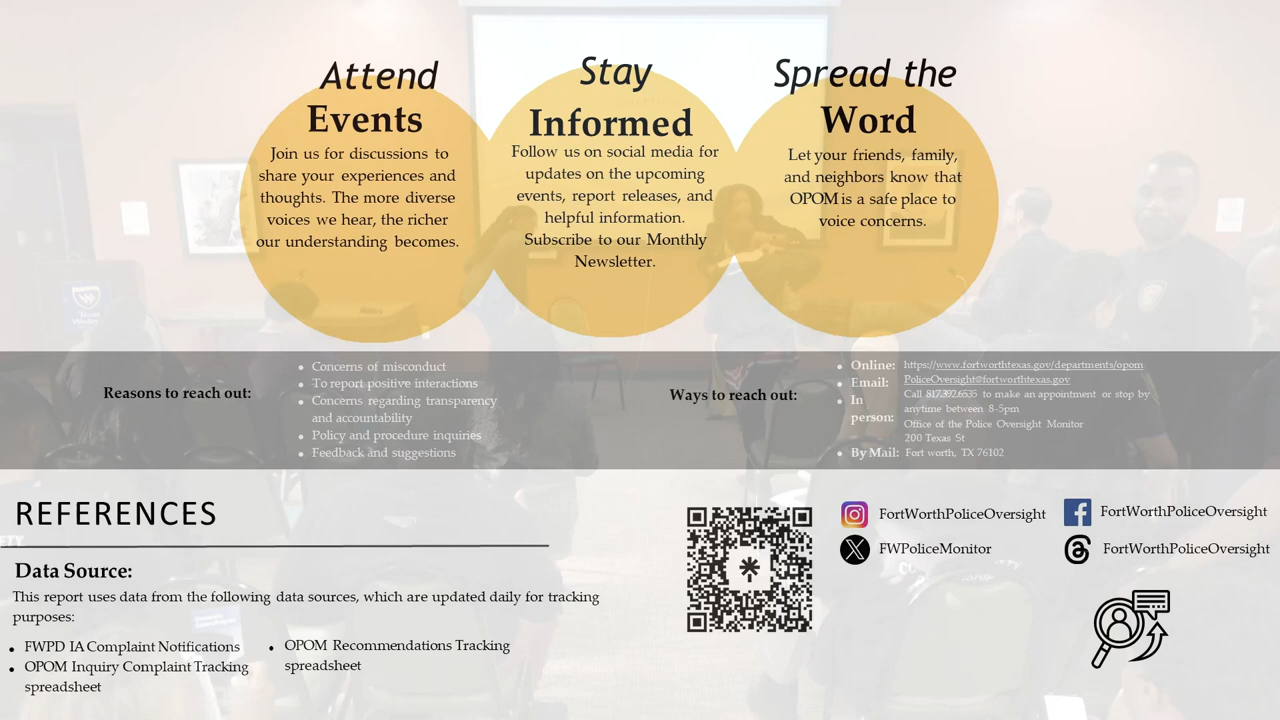 Attend
Events
Join us for discussions to
share your experiences and
thoughts. The more diverse
voices we hear, the richer
our understanding becomes.
Stay
Informed
Follow us on social media for
updates on the upcoming
events, report releases, and
helpful information.
Subscribe to our Monthly
Newsletter.
Spread the
Word
Let your friends, family,
and neighbors know that
OPOM is a safe place to
voice concerns.
Reasons to reach out:
• Concerns of misconduct
• To report positive interactions
• Concerns regarding transparency
and accountability
• Policy and procedure inquiries
• Feedback and suggestions
Ways to reach out:
• Online: https://www.fortworthtexas.gov/departments/opom
• Email: PoliceOversight@fortworthtexas.gov
• In person: Call 817.392.6535 to make an appointment or stop by
anytime between 8-5pm
Office of the Police Oversight Monitor
200 Texas St
• By Mail: Fort worth, TX 76102
REFERENCES
Data Source:
This report uses data from the following data sources, which are updated daily for tracking
purposes:
• FWPD IA Complaint Notifications
• OPOM Inquiry Complaint Tracking
spreadsheet
• OPOM Recommendations Tracking
spreadsheet
FortWorthPoliceOversight
FortWorthPoliceOversight
FWPoliceMonitor
FortWorthPoliceOversight